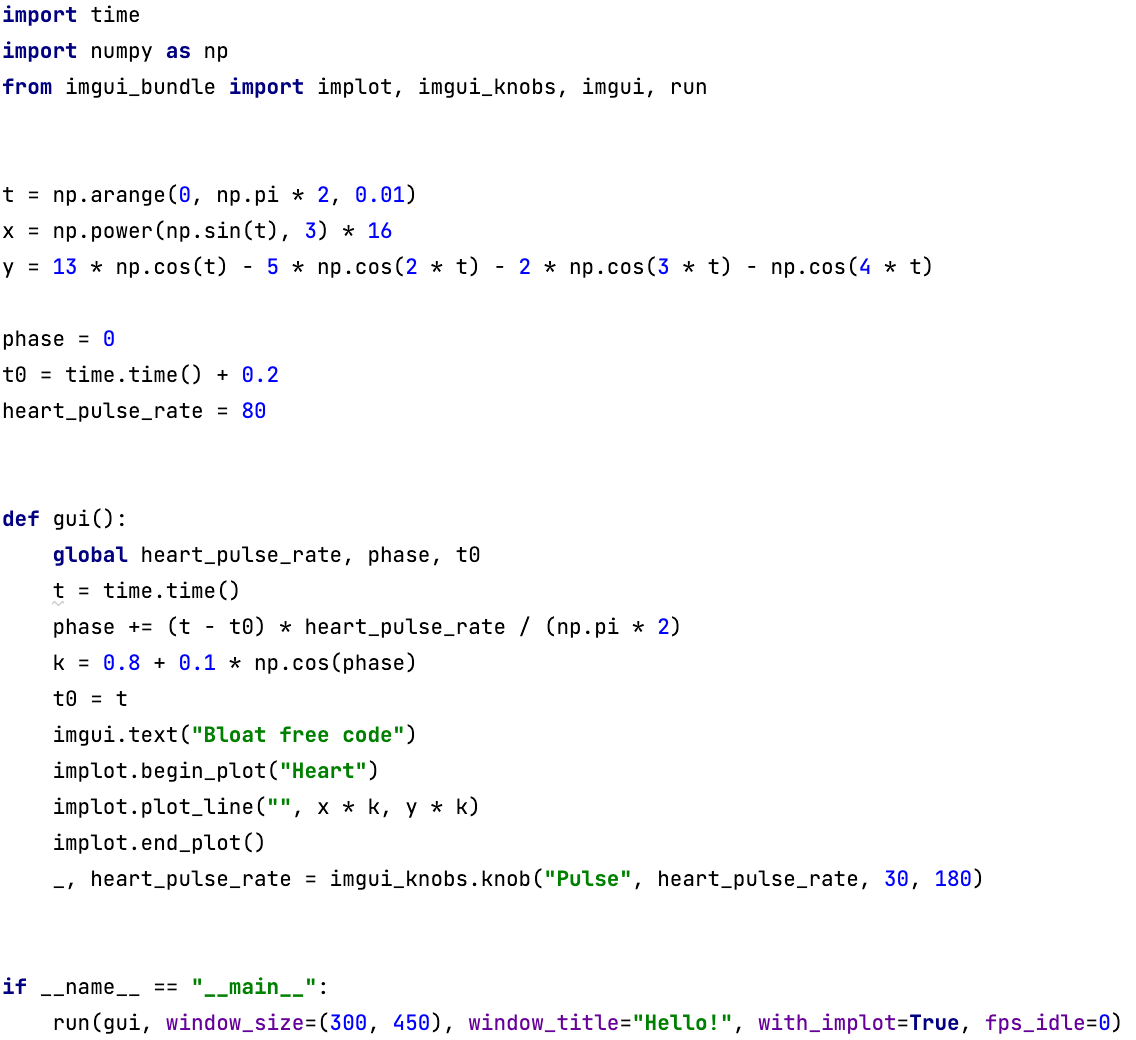 import time
import numpy as np
from imgui_bundle import implot, imgui_knobs, imgui, run
t = np.arange(0, np.pi * 2, 0.01)
x = np.power(np.sin(t), 3) * 16
y = 13 * np.cos(t) - 5 * np.cos(2 * t) - 2 * np.cos(3 * t) - np.cos(4 * t)
phase = 0
t0 = time.time() + 0.2
heart_pulse_rate = 80
def gui():
    global heart_pulse_rate, phase, t0
    t = time.time()
    phase += (t - t0) * heart_pulse_rate / (np.pi * 2)
    k = 0.8 + 0.1 * np.cos(phase)
    t0 = t
    imgui.text("Bloat free code")
    implot.begin_plot("Heart")
    implot.plot_line("", x * k, y * k)
    implot.end_plot()
    _, heart_pulse_rate = imgui_knobs.knob("Pulse", heart_pulse_rate, 30, 180)
if __name__ == "__main__":
    run(gui, window_size=(300, 450), window_title="Hello!", with_implot=True, fps_idle=0)